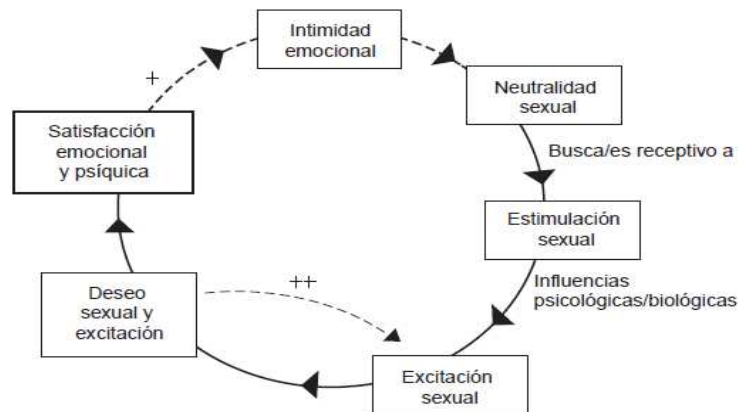 Intimidad
emocional
+
Neutralidad
sexual
Satisfacción
emocional
y psíquica
Busca/es receptivo a
Estimulación
sexual
++
Influencias
psicológicas/biológicas
Deseo
sexual y
excitación
Excitación
sexual